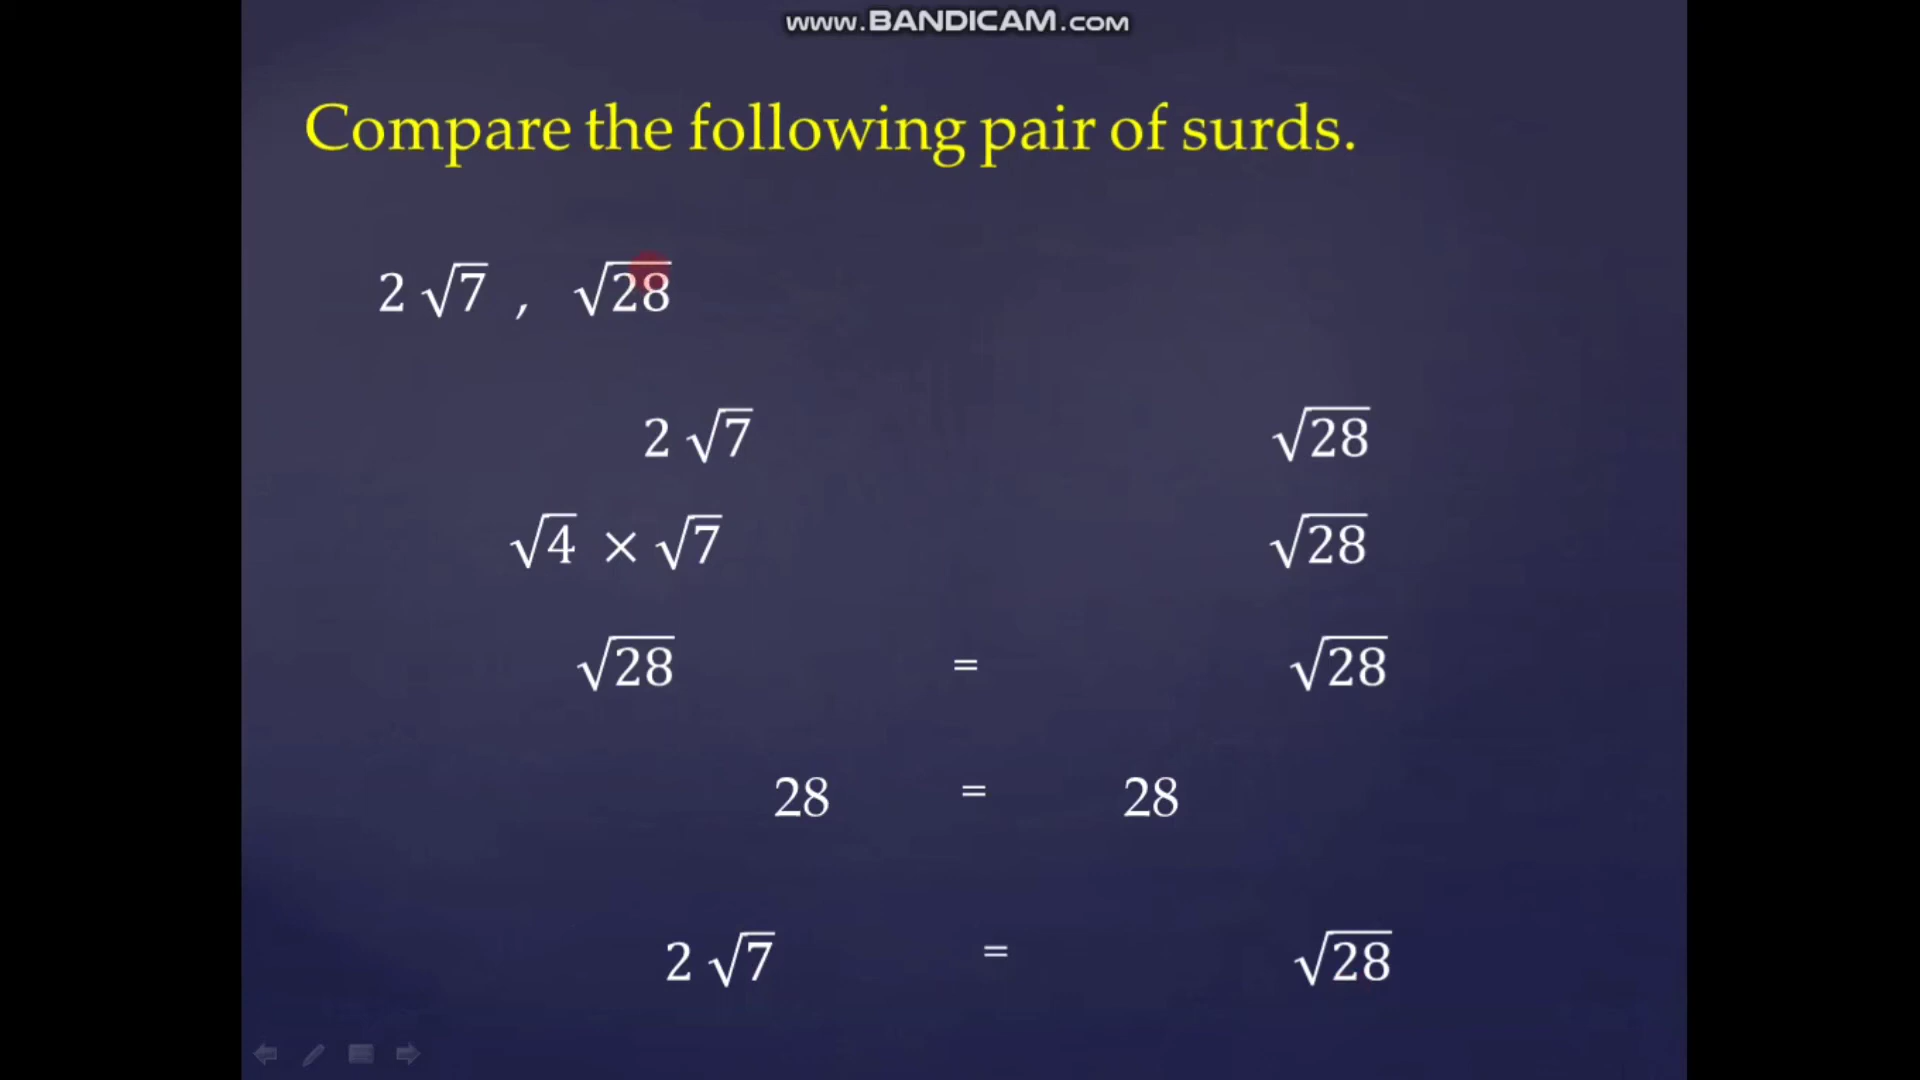 www.BANDICAM.com
Compare the following pair of surds.
2 √7 , √28
2 √7 √28
√4 × √7 √28
√28 = √28
28 = 28
2 √7 = √28